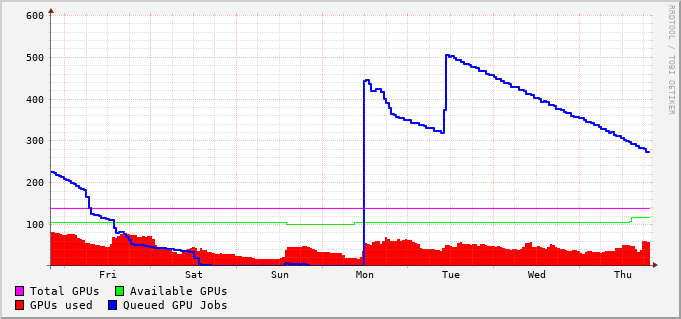 600
500
400
300
200
100
Fri Sat Sun Mon Tue Wed Thu
Total GPUs Available GPUs
GPUs used Queued GPU Jobs
RRDTOOL / TOBI OETIKER